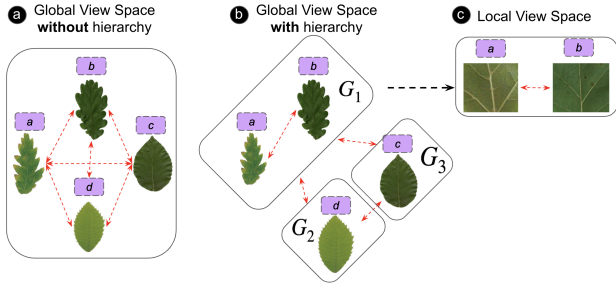 a Global View Space
without hierarchy
b Global View Space
with hierarchy
c Local View Space
b
a
c
d
b
a
G1
c
G3
d
G2
a
b